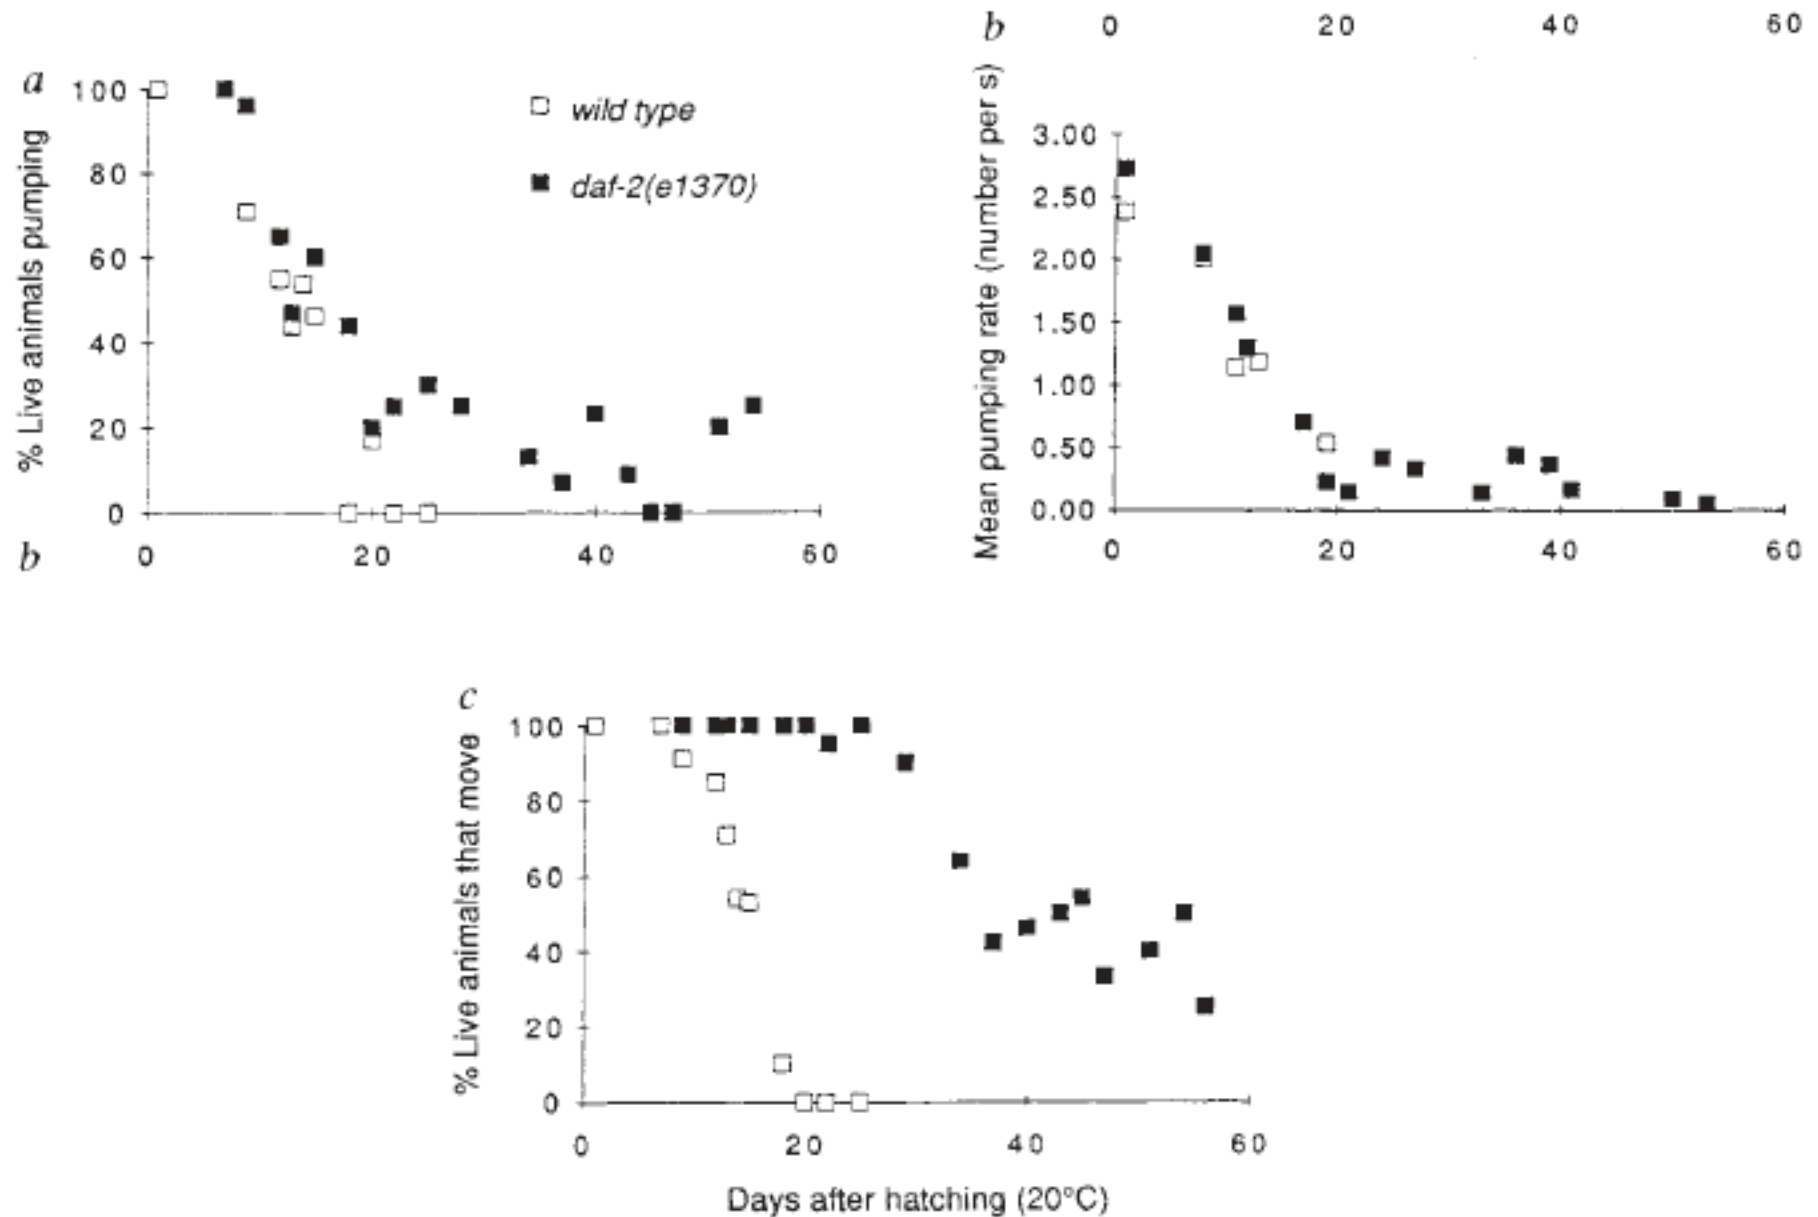 a
% Live animals pumping
100
80
60
40
20
0
0 20 40 60
wild type
daf-2(e1370)
b
b 0 20 40 60
Mean pumping rate (number per s)
3.00
2.50
2.00
1.50
1.00
0.50
0.00
0 20 40 60
c
% Live animals that move
100
80
60
40
20
0
0 20 40 60
Days after hatching (20°C)